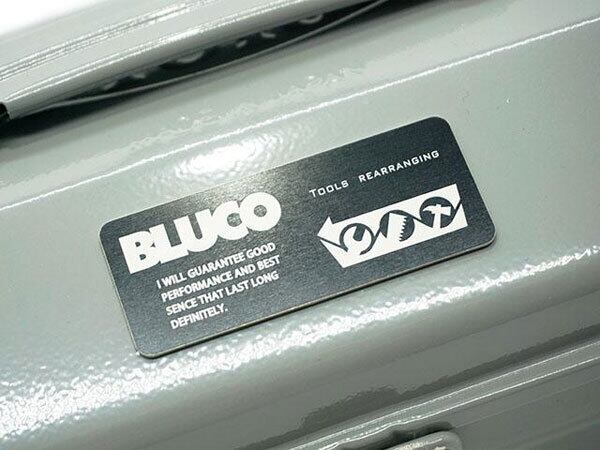 BLUCO
I WILL GUARANTEE GOOD
PERFORMANCE AND BEST
SENCE THAT LAST LONG
DEFINITELY.
TOOLS REARRANGING